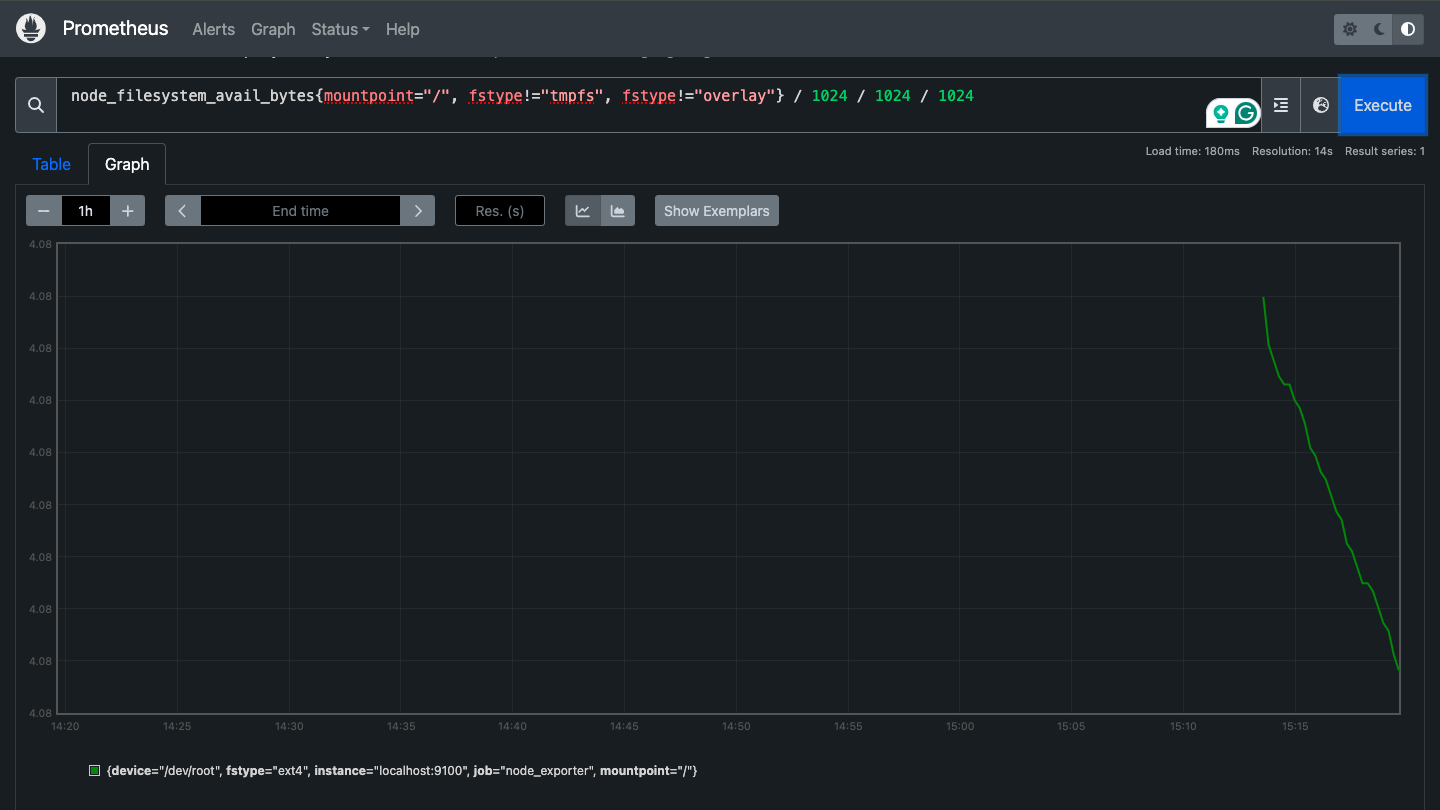 Prometheus Alerts Graph Status Help
node_filesystem_avail_bytes{mountpoint="/", fstype!="tmpfs", fstype!="overlay"} / 1024 / 1024 / 1024
Execute
Load time: 180ms Resolution: 14s Result series: 1
Table Graph
1h End time Res. (s) Show Exemplars
4.08
4.08
4.08
4.08
4.08
4.08
4.08
4.08
4.08
4.08
14:20 14:25 14:30 14:35 14:40 14:45 14:50 14:55 15:00 15:05 15:10 15:15
{device="/dev/root", fstype="ext4", instance="localhost:9100", job="node_exporter", mountpoint="/"}